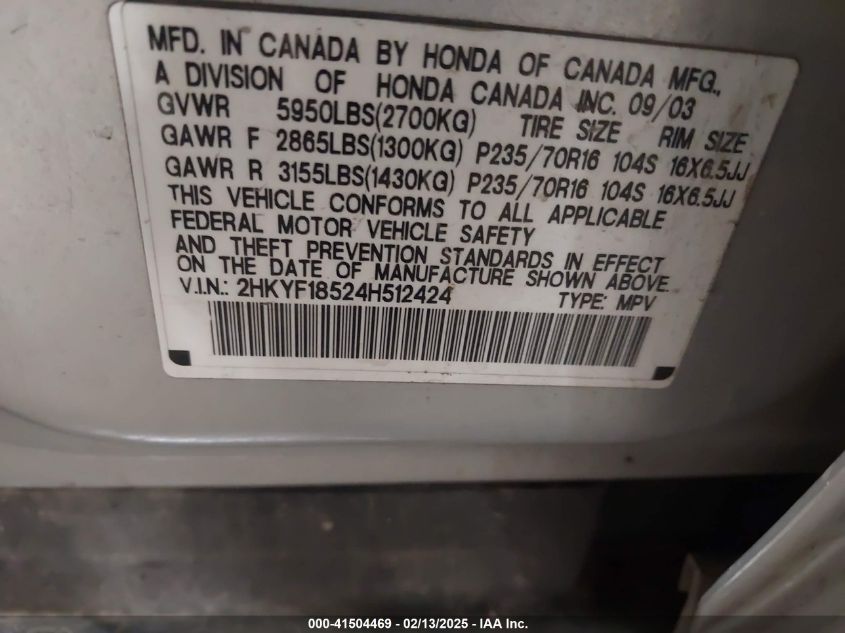 MFD. IN CANADA BY HONDA OF CANADA MFG.,
A DIVISION OF HONDA CANADA INC. 09/03
GVWR 5950LBS(2700KG) TIRE SIZE RIM SIZE
GAWR F 2865LBS(1300KG) P235/70R16 104S 16X6.5JJ
GAWR R 3155LBS(1430KG) P235/70R16 104S 16X6.5JJ
THIS VEHICLE CONFORMS TO ALL APPLICABLE
FEDERAL MOTOR VEHICLE SAFETY
AND THEFT PREVENTION STANDARDS IN EFFECT
ON THE DATE OF MANUFACTURE SHOWN ABOVE.
V.I.N.: 2HKYF18524H512424 TYPE: MPV
000-41504469 - 02/13/2025 - IAA Inc.